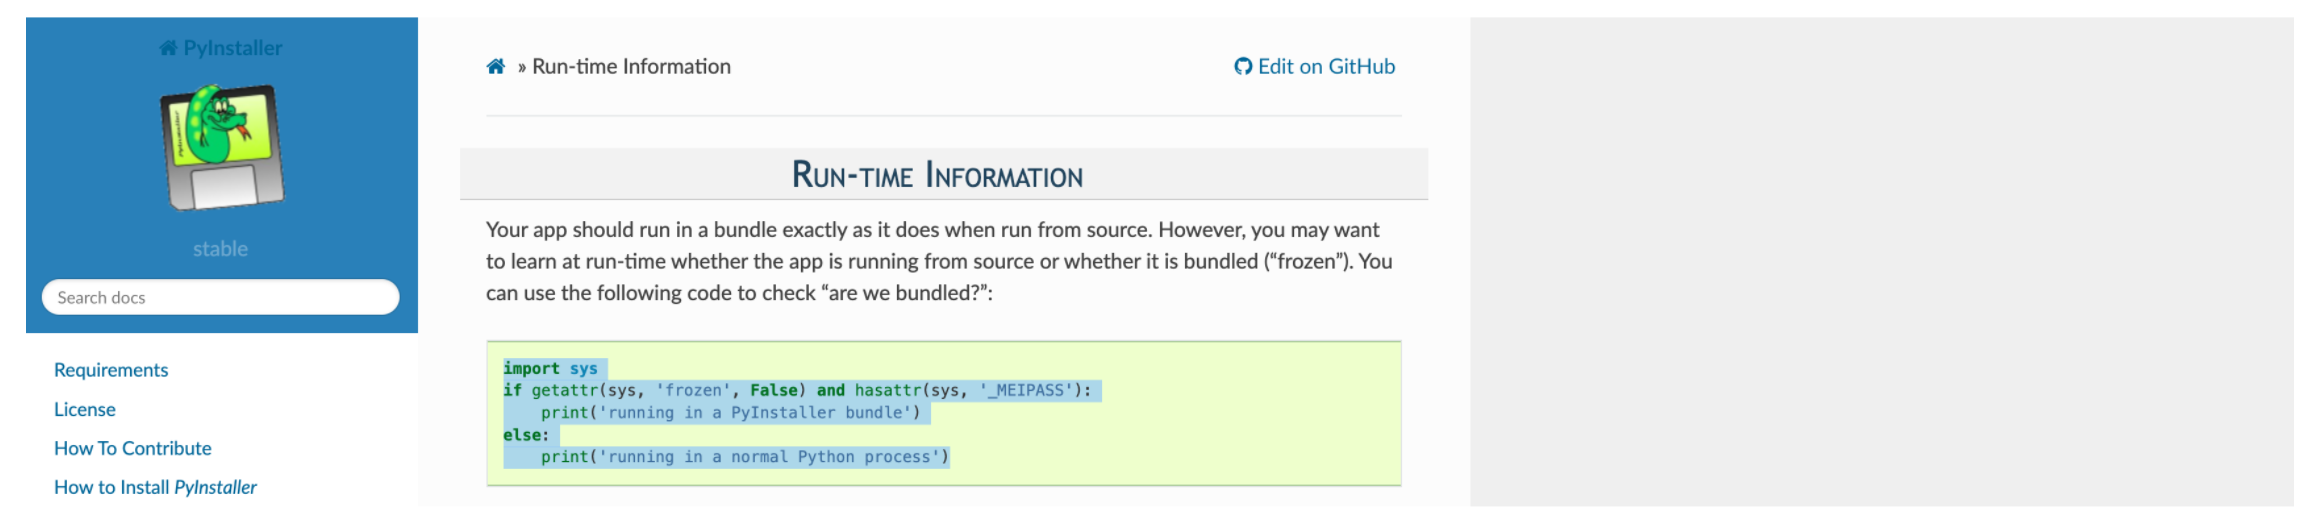 PyInstaller
PyInstaller
stable
Search docs
Requirements
License
How To Contribute
How to Install PyInstaller
» Run-time Information
Edit on GitHub
Run-time Information
Your app should run in a bundle exactly as it does when run from source. However, you may want
to learn at run-time whether the app is running from source or whether it is bundled (“frozen”). You
can use the following code to check “are we bundled?”:
import sys
if getattr(sys, 'frozen', False) and hasattr(sys, '_MEIPASS'):
    print('running in a PyInstaller bundle')
else:
    print('running in a normal Python process')